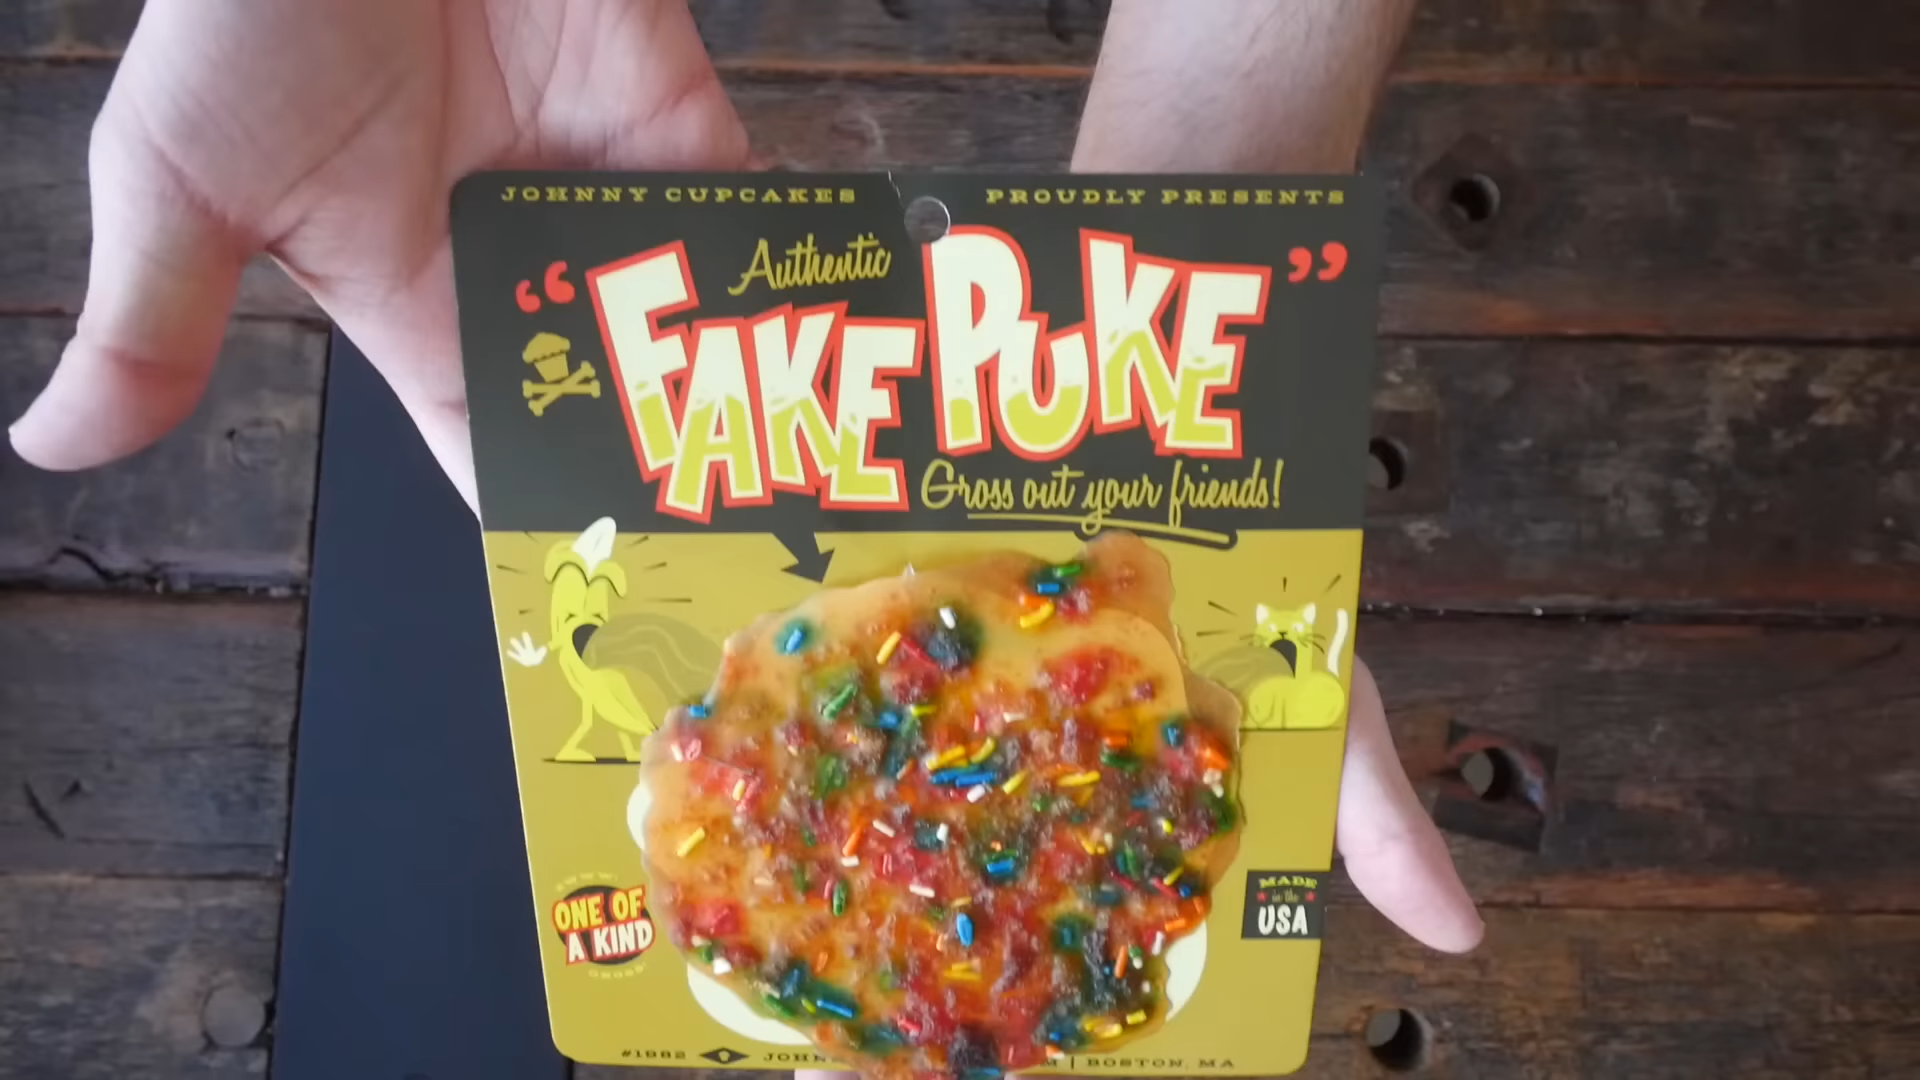 JOHNNY CUPCAKES PROUDLY PRESENTS
Authentic
"FAKE PUKE"
Gross out your friends!
ONE OF
A KIND
MADE
in the
USA
#1982 JOHN
BOSTON, MA